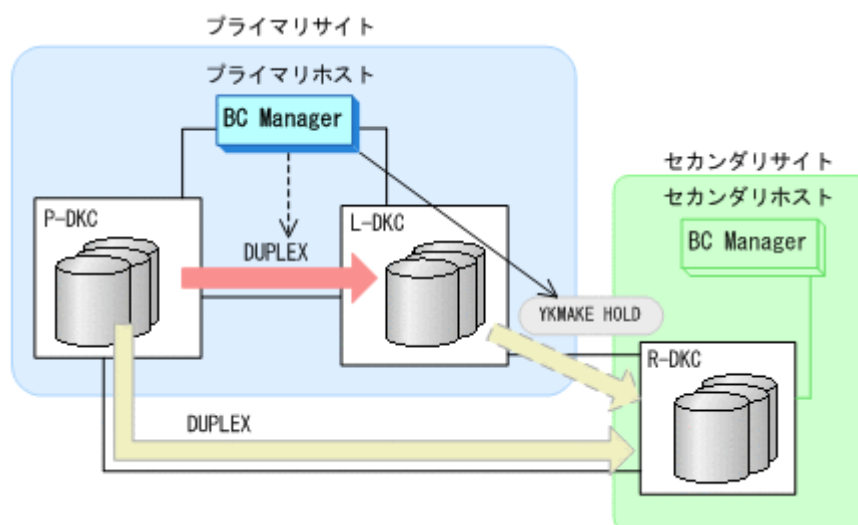 プライマリサイト
プライマリホスト
BC Manager
セカンダリサイト
セカンダリホスト
BC Manager
P-DKC
L-DKC
DUPLEX
YKMAKE HOLD
R-DKC
DUPLEX